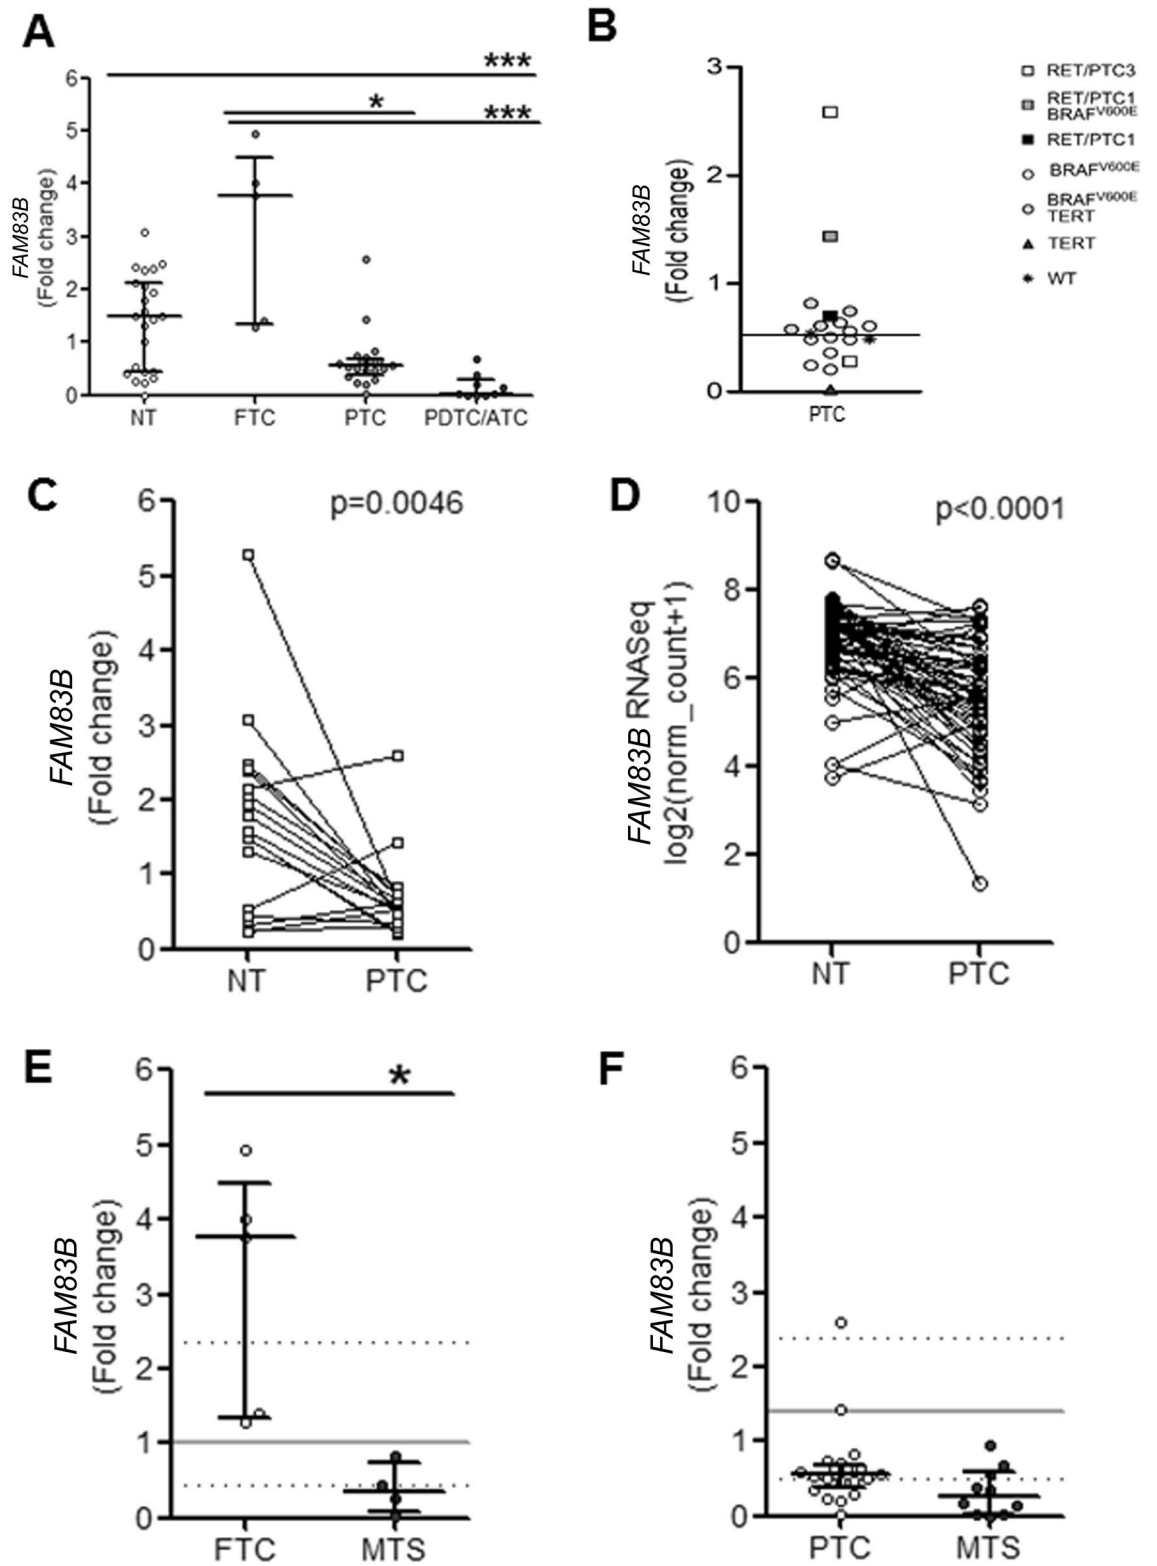 A
FAM83B
(Fold change)
6
5
4
3
2
1
0
***
*
***
NT
FTC
PTC
PDTC/ATC
B
FAM83B
(Fold change)
3
2
1
0
PTC
RET/PTC3
RET/PTC1
BRAFV600E
RET/PTC1
BRAFV600E
BRAFV600E
TERT
TERT
WT
C
p=0.0046
FAM83B
(Fold change)
6
5
4
3
2
1
0
NT
PTC
D
p<0.0001
FAM83B RNASeq
log2(norm_count+1)
10
8
6
4
2
0
NT
PTC
E
*
FAM83B
(Fold change)
6
5
4
3
2
1
0
FTC
MTS
F
FAM83B
(Fold change)
6
5
4
3
2
1
0
PTC
MTS